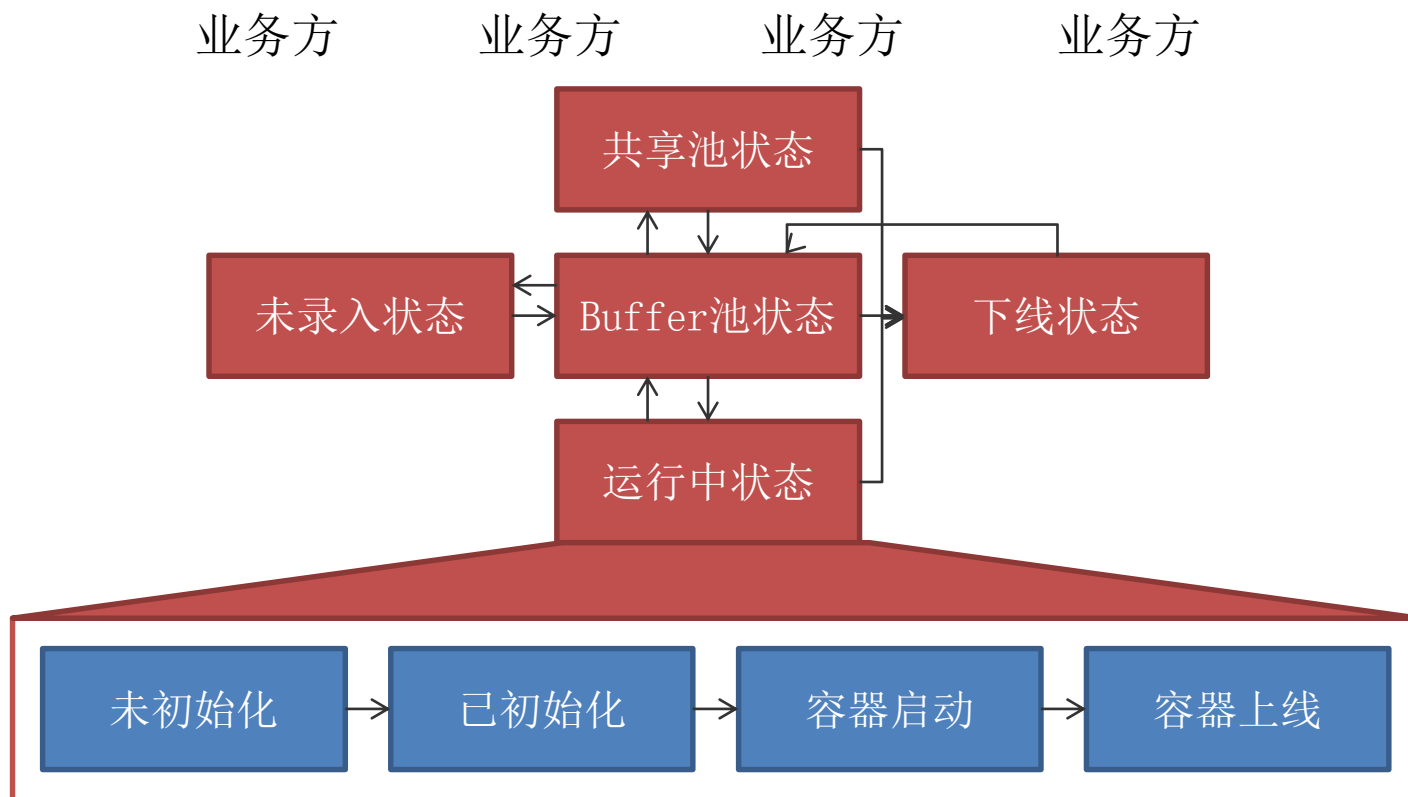 业务方 业务方 业务方 业务方
共享池状态
未录入状态 Buffer池状态 下线状态
运行中状态
未初始化 已初始化 容器启动 容器上线